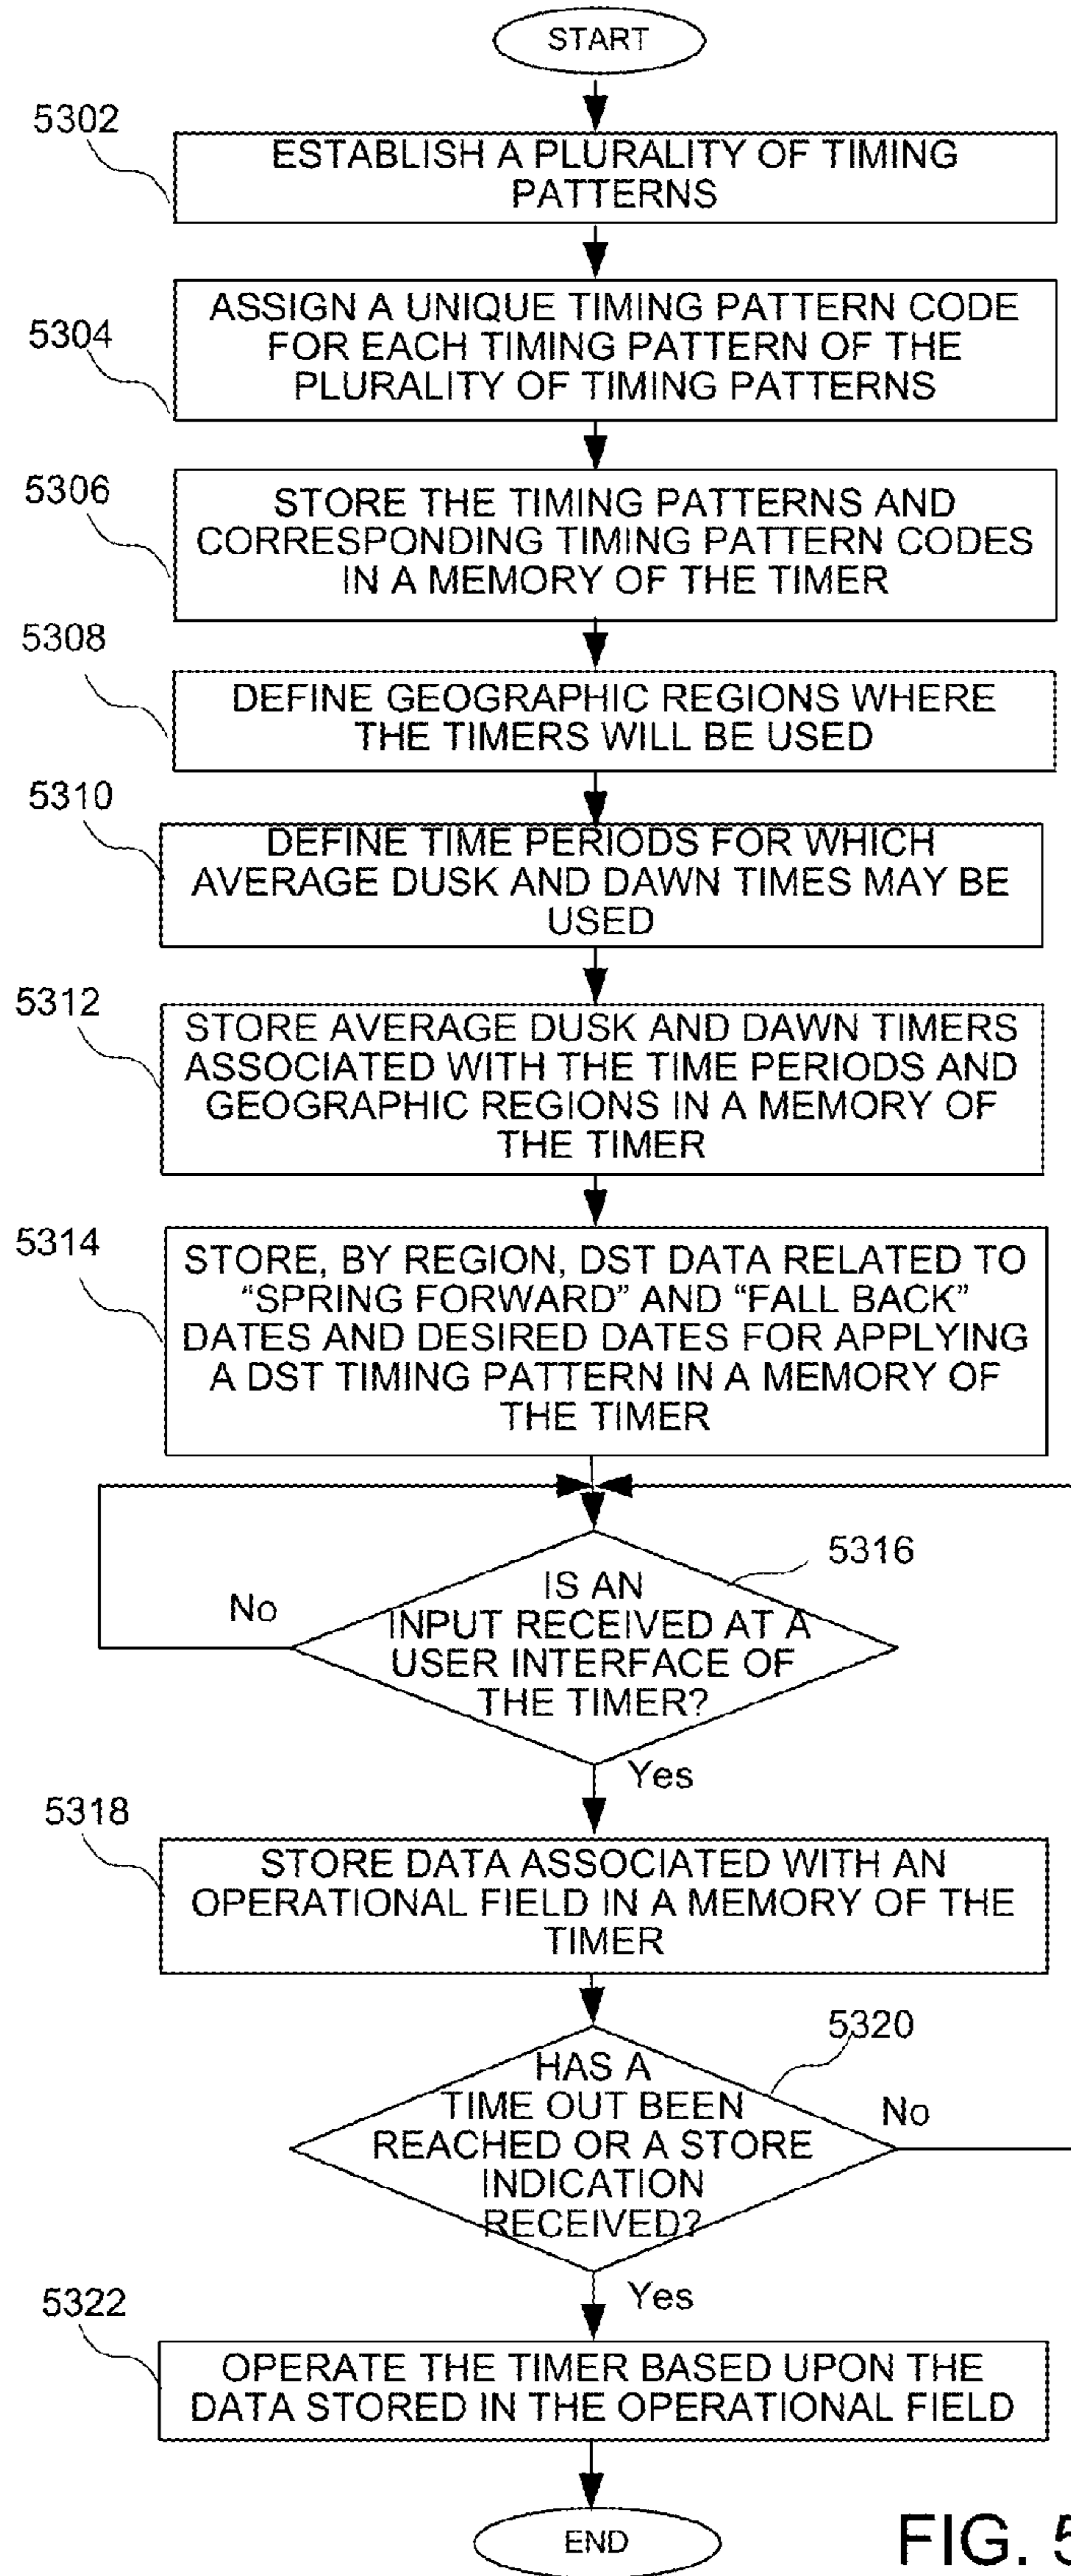 START
5302
ESTABLISH A PLURALITY OF TIMING
PATTERNS
5304
ASSIGN A UNIQUE TIMING PATTERN CODE
FOR EACH TIMING PATTERN OF THE
PLURALITY OF TIMING PATTERNS
5306
STORE THE TIMING PATTERNS AND
CORRESPONDING TIMING PATTERN CODES
IN A MEMORY OF THE TIMER
5308
DEFINE GEOGRAPHIC REGIONS WHERE
THE TIMERS WILL BE USED
5310
DEFINE TIME PERIODS FOR WHICH
AVERAGE DUSK AND DAWN TIMES MAY BE
USED
5312
STORE AVERAGE DUSK AND DAWN TIMERS
ASSOCIATED WITH THE TIME PERIODS AND
GEOGRAPHIC REGIONS IN A MEMORY OF
THE TIMER
5314
STORE, BY REGION, DST DATA RELATED TO
“SPRING FORWARD” AND “FALL BACK”
DATES AND DESIRED DATES FOR APPLYING
A DST TIMING PATTERN IN A MEMORY OF
THE TIMER
5316
No
IS AN
INPUT RECEIVED AT A
USER INTERFACE OF
THE TIMER?
Yes
5318
STORE DATA ASSOCIATED WITH AN
OPERATIONAL FIELD IN A MEMORY OF THE
TIMER
5320
HAS A
TIME OUT BEEN
REACHED OR A STORE
INDICATION
RECEIVED?
No
Yes
5322
OPERATE THE TIMER BASED UPON THE
DATA STORED IN THE OPERATIONAL FIELD
END
FIG. 5